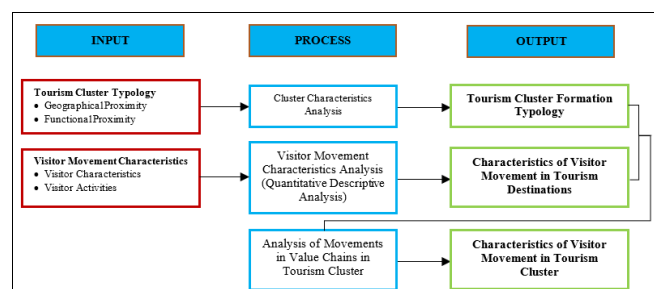 INPUT
PROCESS
OUTPUT
Tourism Cluster Typology
• Geographical Proximity
• Functional Proximity
Cluster Characteristics
Analysis
Tourism Cluster Formation
Typology
Visitor Movement Characteristics
• Visitor Characteristics
• Visitor Activities
Visitor Movement
Characteristics Analysis
(Quantitative Descriptive
Analysis)
Characteristics of Visitor
Movement in Tourism
Destinations
Analysis of Movements
in Value Chains in
Tourism Cluster
Characteristics of Visitor
Movement in Tourism
Cluster